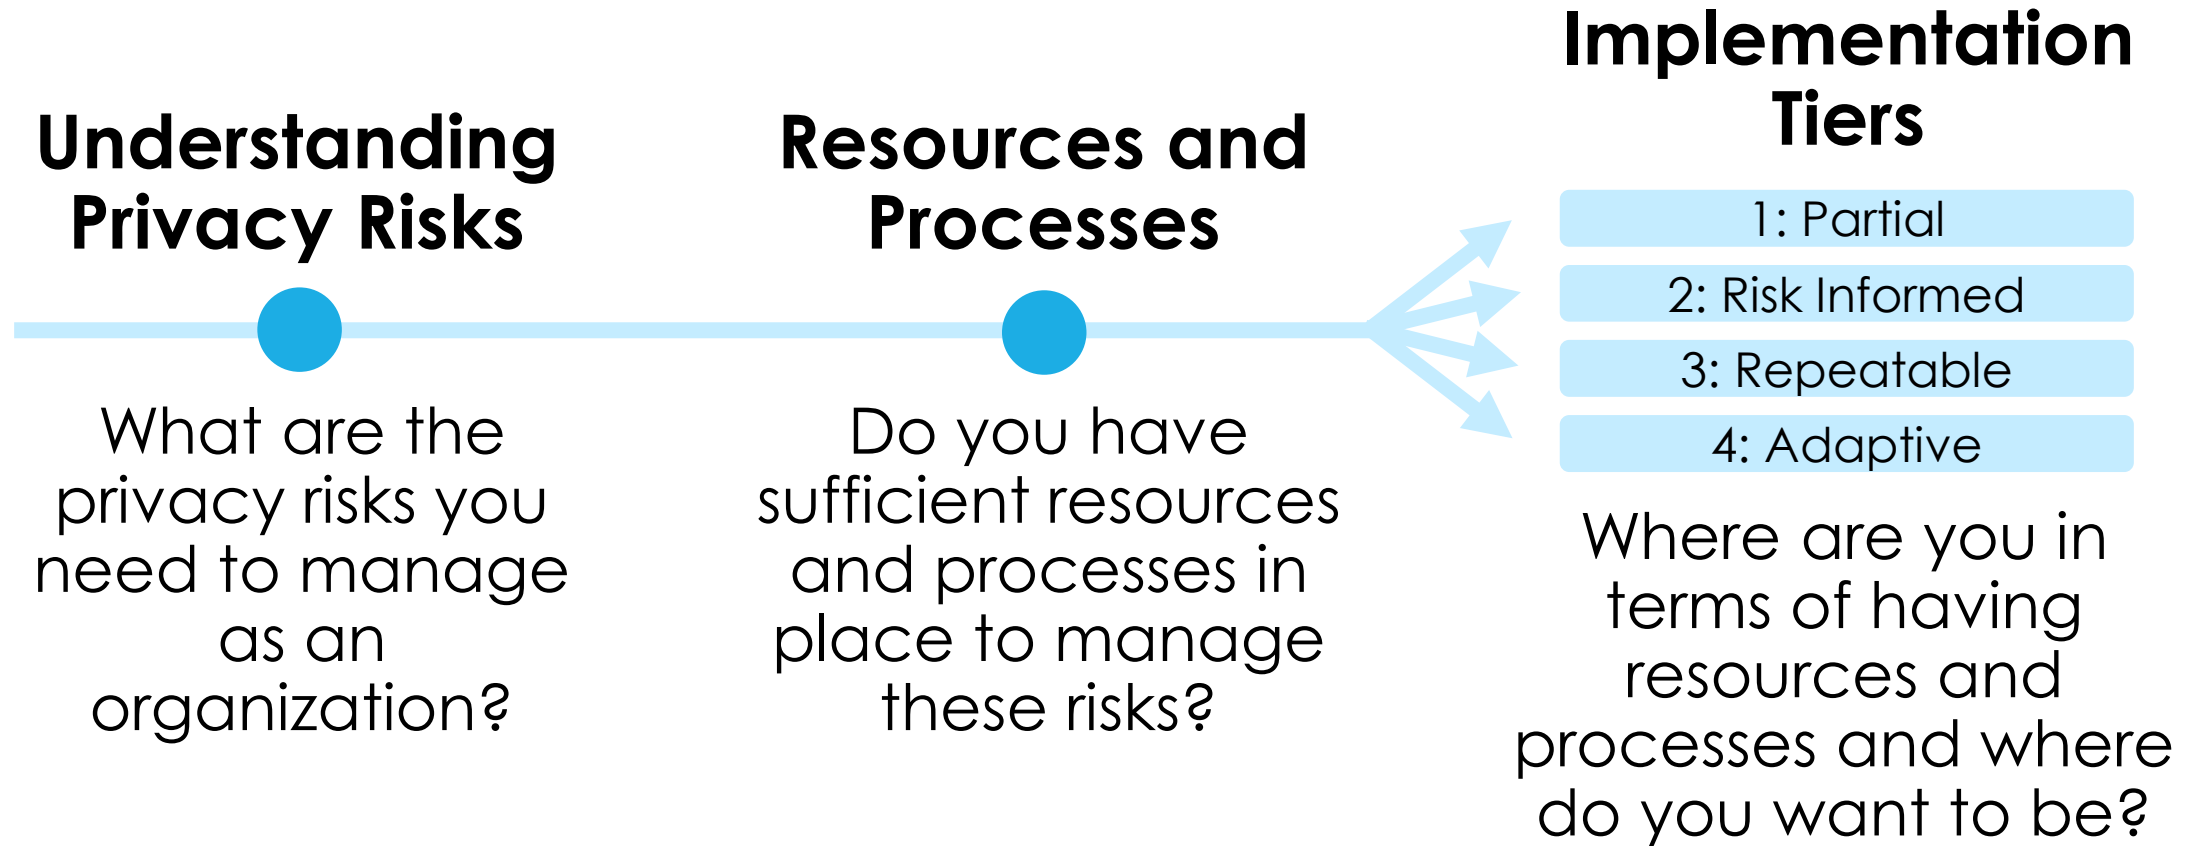 Understanding
Privacy Risks
What are the
privacy risks you
need to manage
as an
organization?
Resources and
Processes
Do you have
sufficient resources
and processes in
place to manage
these risks?
Implementation
Tiers
1: Partial
2: Risk Informed
3: Repeatable
4: Adaptive
Where are you in
terms of having
resources and
processes and where
do you want to be?